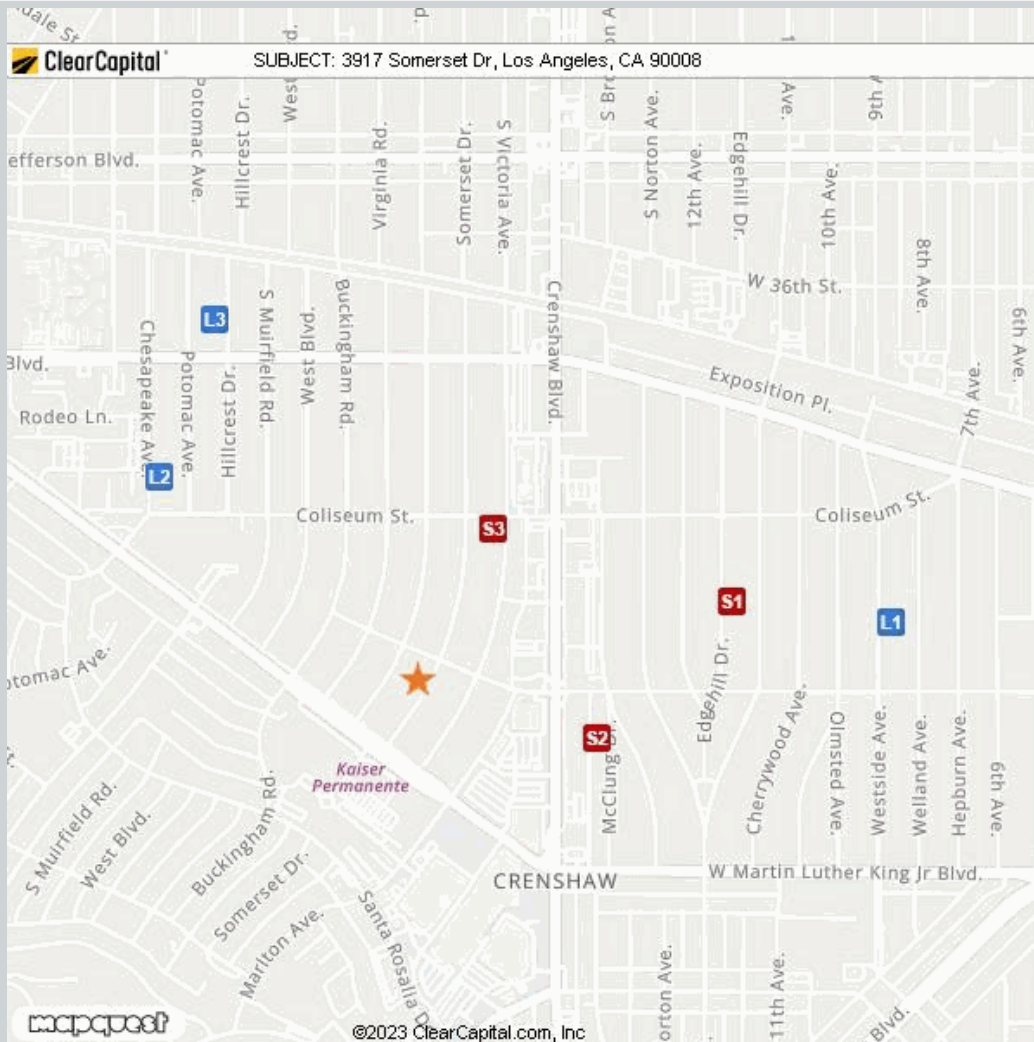 dale St.
ClearCapital
SUBJECT: 3917 Somerset Dr, Los Angeles, CA 90008
Potomac Ave.
Hillcrest Dr.
Virginia Rd.
Somerset Dr.
S Victoria Ave.
S Norton Ave.
12th Ave.
Edgehill Dr.
Ave.
10th Ave.
8th Ave.
efferson Blvd.
W 36th St.
6th Ave.
L3
Chesapeake Ave.
Potomac Ave.
Hillcrest Dr.
S Muirfield Rd.
West Blvd.
Buckingham Rd.
Crenshaw Blvd.
Blvd.
Exposition Pl.
7th Ave.
Rodeo Ln.
L2
Coliseum St.
S3
Coliseum St.
S1
L1
otomac Ave.
Edgehill Dr.
S2
McClung Dr.
Cherrywood Ave.
Olmsted Ave.
Westside Ave.
Welland Ave.
Hepburn Ave.
6th Ave.
Kaiser
Permanente
S Muirfield Rd.
West Blvd.
Buckingham Rd.
Somerset Dr.
Marlton Ave.
Santa Rosalia D
CRENSHAW
W Martin Luther King Jr Blvd.
orton Ave.
11th Ave.
Blvd.
mapquest
©2023 ClearCapital.com, Inc